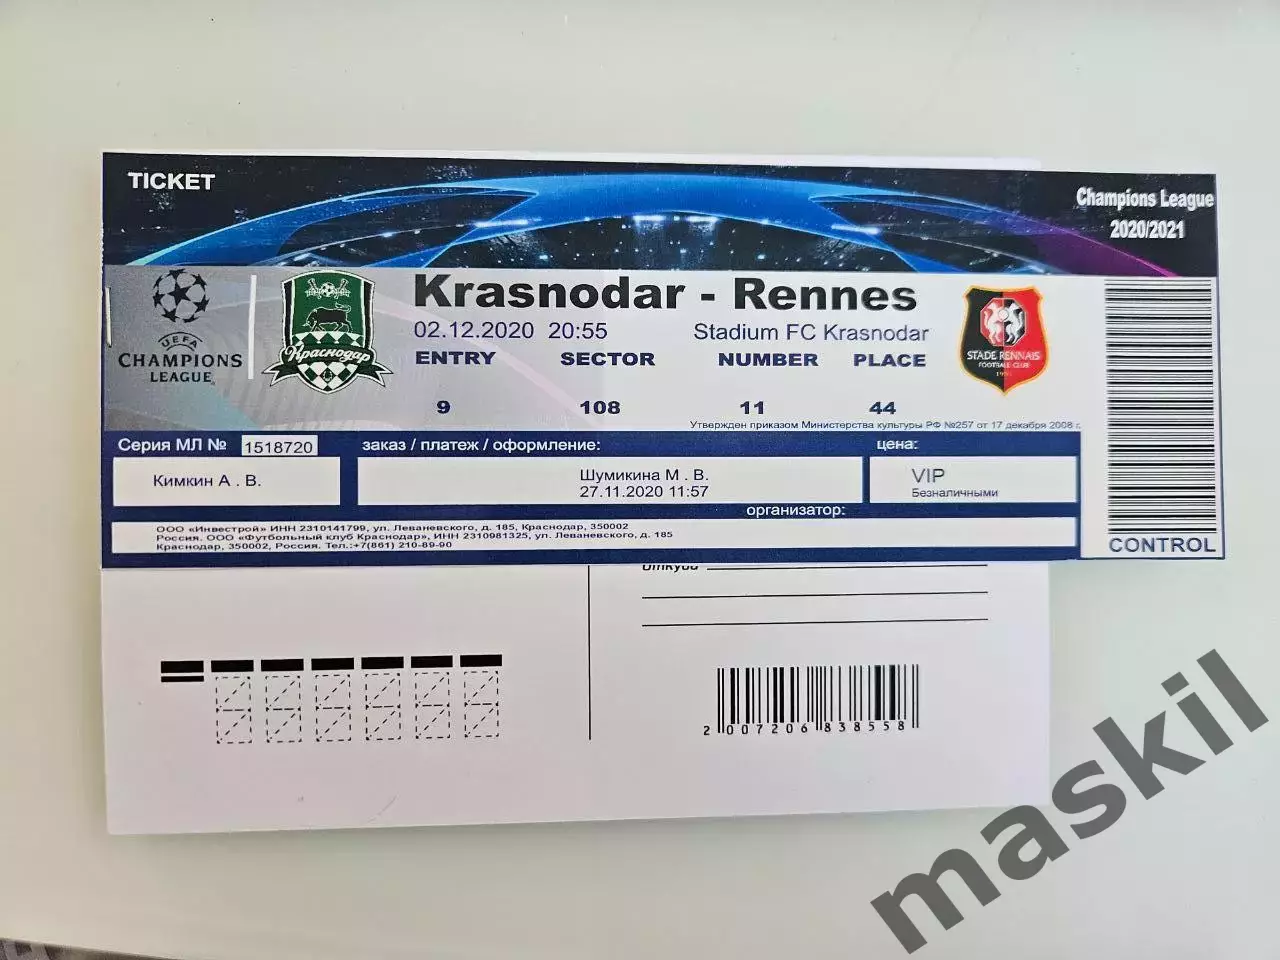 TICKET
Champions League
2020/2021
Krasnodar - Rennes
02.12.2020 20:55 Stadium FC Krasnodar
UEFA
CHAMPIONS
LEAGUE
Краснодар
STADE RENNAIS
FOOTBALL CLUB
ENTRY SECTOR NUMBER PLACE
9 108 11 44
Утвержден приказом Министерства культуры РФ №257 от 17 декабря 2008 г.
Серия МЛ № 1518720 заказ / платеж / оформление: цена:
Кимкин А . В. Шумикина М . В. VIP
27.11.2020 11:57 Безналичными
организатор:
ООО «Инвестрой» ИНН 2310141799, ул. Леваневского, д. 185, Краснодар, 350002
Россия. ООО «Футбольный клуб Краснодар», ИНН 2310981325, ул. Леваневского, д. 185
Краснодар, 350002, Россия. Тел.:+7(861) 210-89-90
CONTROL
Откуда
2 007206 838558
maskil